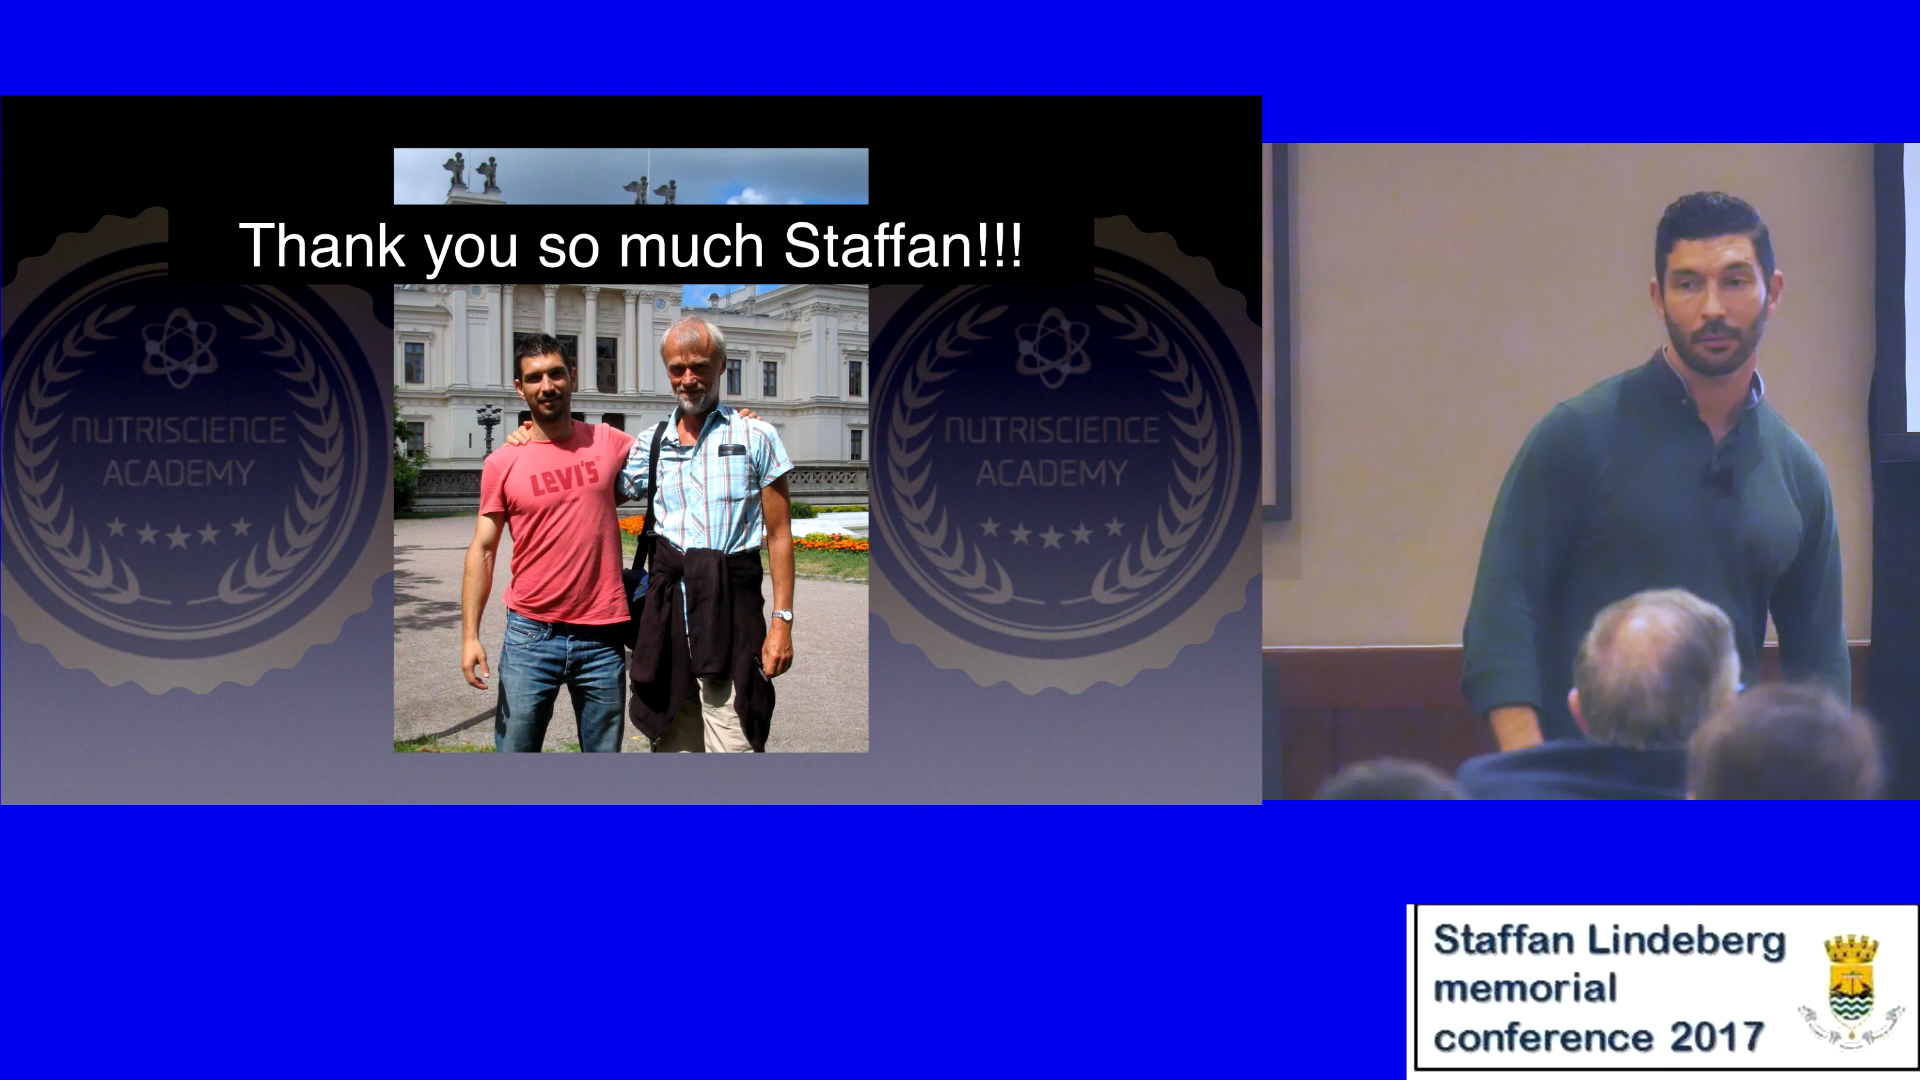 Thank you so much Staffan!!!
NUTRISCIENCE
ACADEMY
LEVI'S
NUTRISCIENCE
ACADEMY
Staffan Lindeberg
memorial
conference 2017